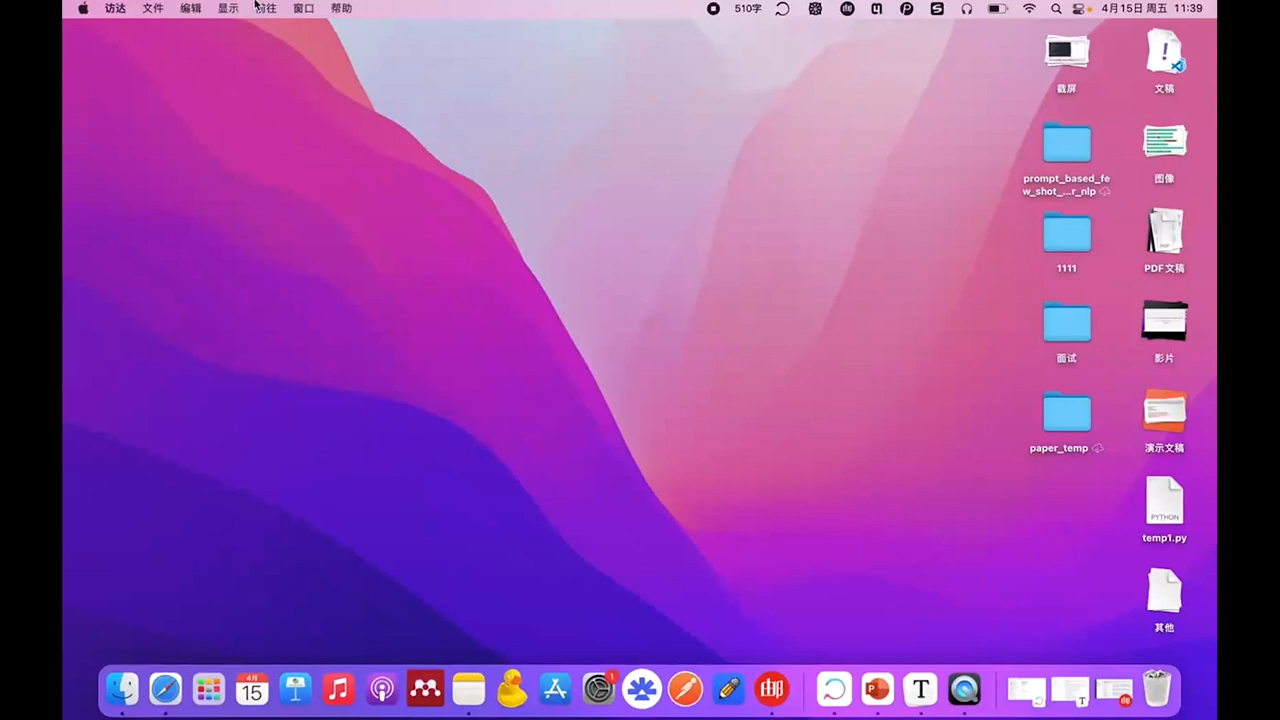 访达 文件 编辑 显示 前往 窗口 帮助 510字 4月15日 周五 11:39
截屏 文稿
prompt_based_fe
w_shot_...r_nlp 图像
1111 PDF文稿
面试 影片
paper_temp 演示文稿
PYTHON
temp1.py
其他
4月
15
1
邮
T